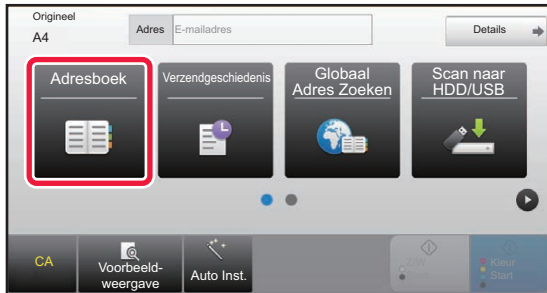 Origineel
A4
Adres
E-mailadres
Details
Adresboek
Verzendgeschiedenis
Globaal
Adres Zoeken
Scan naar
HDD/USB
CA
Voorbeeld-
weergave
Auto Inst.
Z/W
Start
Kleur
Start